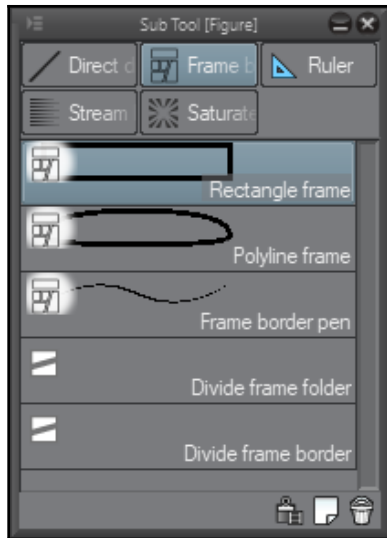 Sub Tool [Figure]
Direct d
Frame b
Ruler
Stream
Saturate
Rectangle frame
Polyline frame
Frame border pen
Divide frame folder
Divide frame border